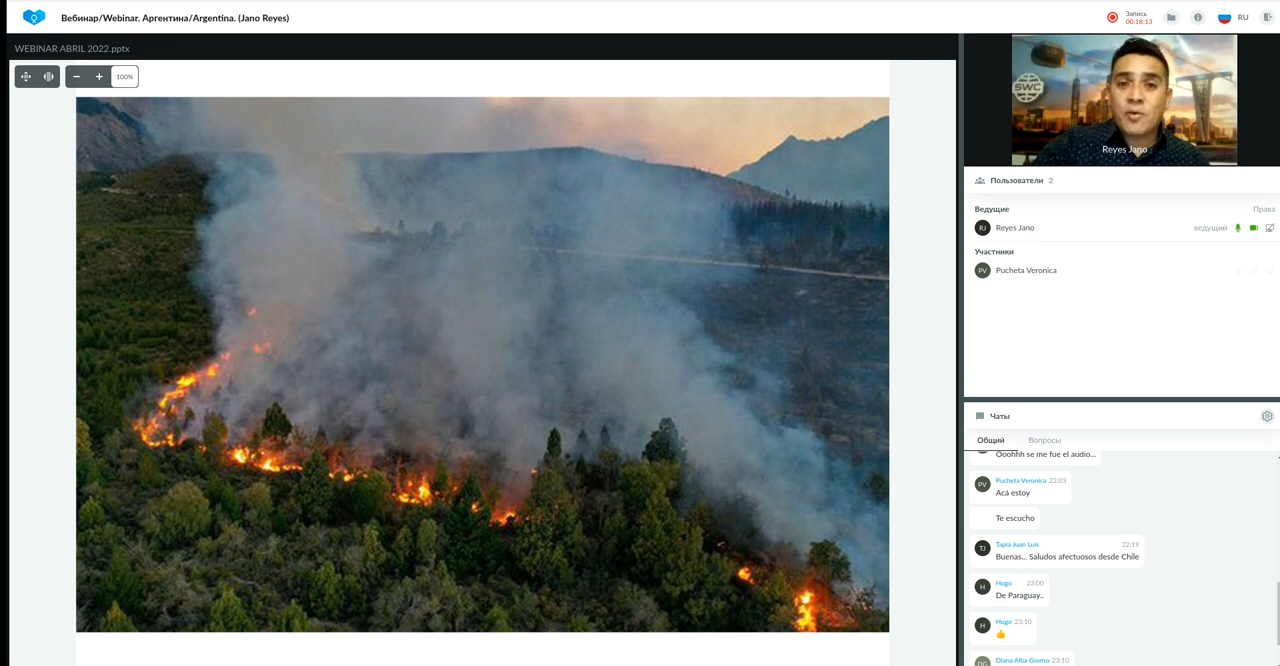 Вебинар/Webinar. Аргентина/Argentina. (Jano Reyes)
Запись
00:18:13
RU
WEBINAR ABRIL 2022.pptx
100%
SWC
Reyes Jano
Пользователи 2
Ведущие Права
RJ Reyes Jano ведущий
Участники
PV Pucheta Veronica
Чаты
Общий Вопросы
Ooohhh se me fue el audio...
PV Pucheta Veronica 22:03
Acá estoy
Te escucho
TJ Tapia Juan Luis 22:19
Buenas... Saludos afectuosos desde Chile
H Hugo 23:00
De Paraguay..
H Hugo 23:10
👍
DG Diana Alba Giorno 23:10